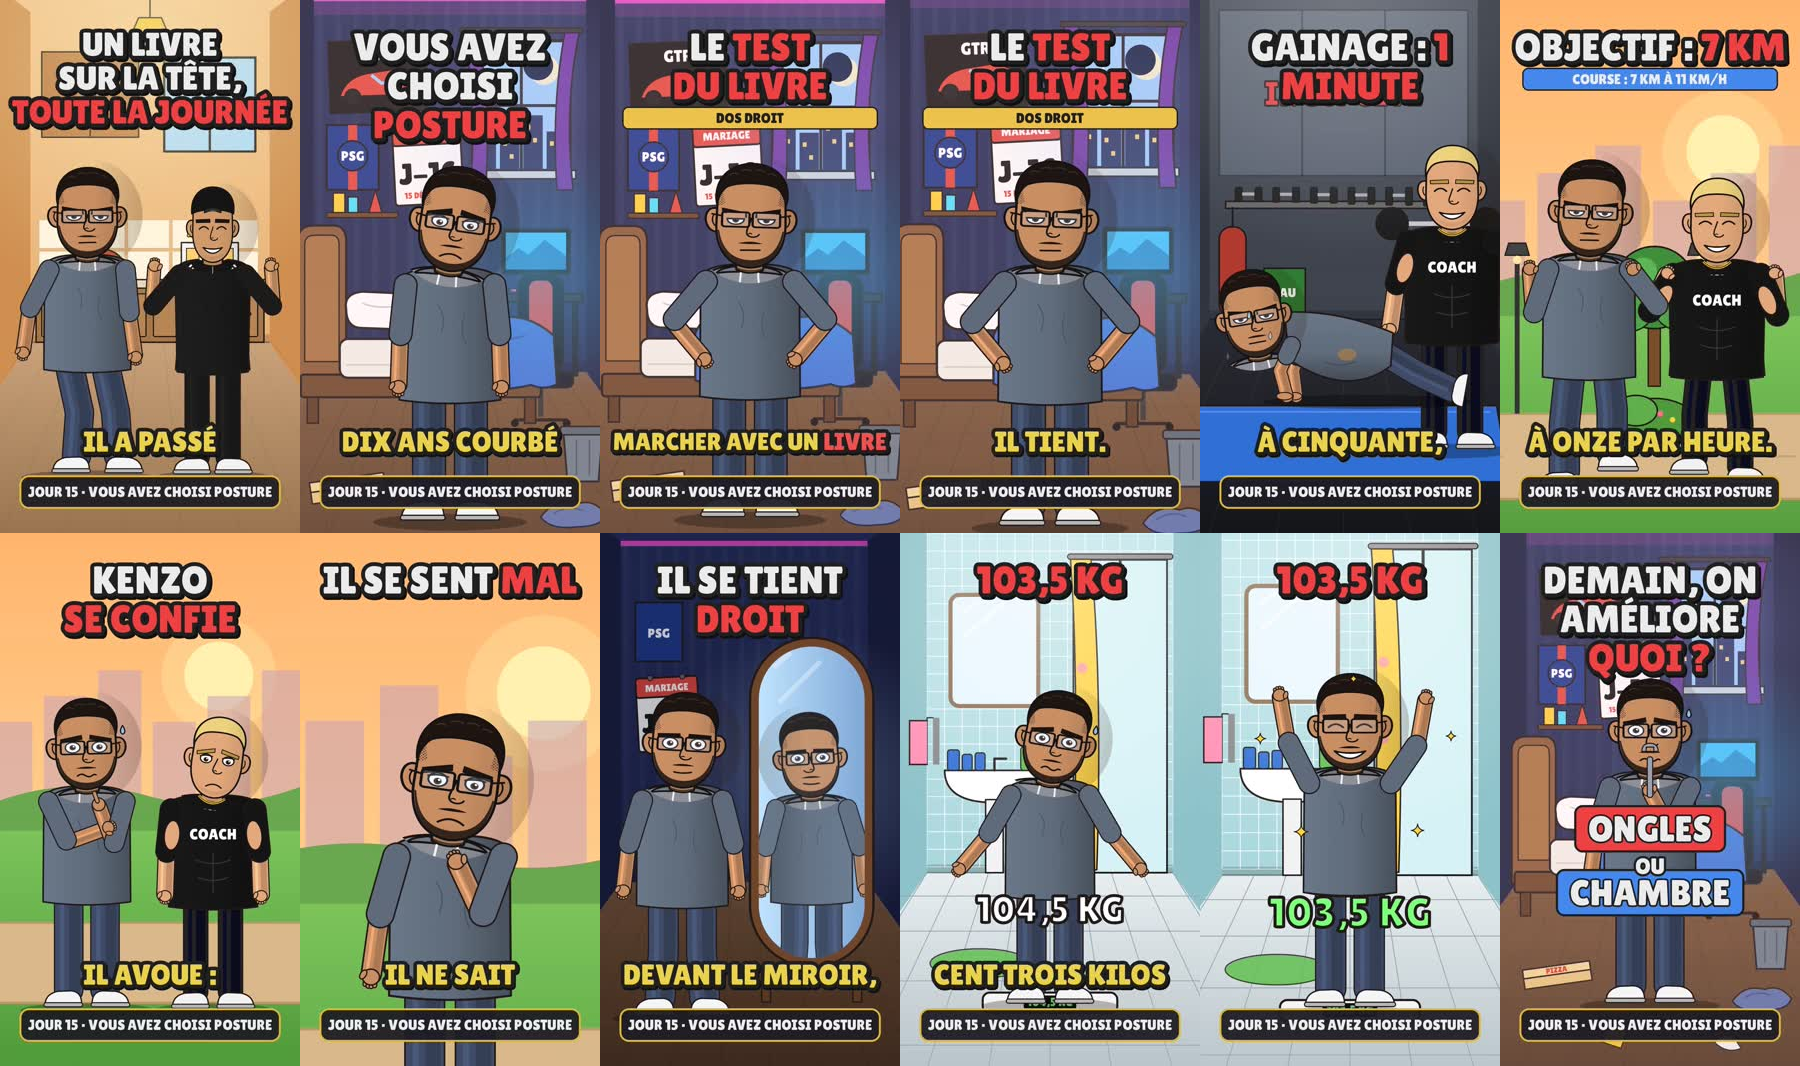 UN LIVRE
SUR LA TÊTE,
TOUTE LA JOURNÉE
IL A PASSÉ
JOUR 15 · VOUS AVEZ CHOISI POSTURE
VOUS AVEZ
CHOISI
POSTURE
PSG
DIX ANS COURBÉ
JOUR 15 · VOUS AVEZ CHOISI POSTURE
LE TEST
DU LIVRE
DOS DROIT
MARIAGE
PSG
MARCHER AVEC UN LIVRE
JOUR 15 · VOUS AVEZ CHOISI POSTURE
LE TEST
DU LIVRE
DOS DROIT
MARIAGE
PSG
IL TIENT.
JOUR 15 · VOUS AVEZ CHOISI POSTURE
GAINAGE : 1
MINUTE
COACH
À CINQUANTE,
JOUR 15 · VOUS AVEZ CHOISI POSTURE
OBJECTIF : 7 KM
COURSE : 7 KM À 11 KM/H
COACH
À ONZE PAR HEURE.
JOUR 15 · VOUS AVEZ CHOISI POSTURE
KENZO
SE CONFIE
COACH
IL AVOUE :
JOUR 15 · VOUS AVEZ CHOISI POSTURE
IL SE SENT MAL
IL NE SAIT
JOUR 15 · VOUS AVEZ CHOISI POSTURE
IL SE TIENT
DROIT
PSG
MARIAGE
DEVANT LE MIROIR,
JOUR 15 · VOUS AVEZ CHOISI POSTURE
103,5 KG
104,5 KG
CENT TROIS KILOS
JOUR 15 · VOUS AVEZ CHOISI POSTURE
103,5 KG
103,5 KG
JOUR 15 · VOUS AVEZ CHOISI POSTURE
DEMAIN, ON
AMÉLIORE
QUOI ?
PSG
ONGLES
OU
CHAMBRE
PIZZA
JOUR 15 · VOUS AVEZ CHOISI POSTURE